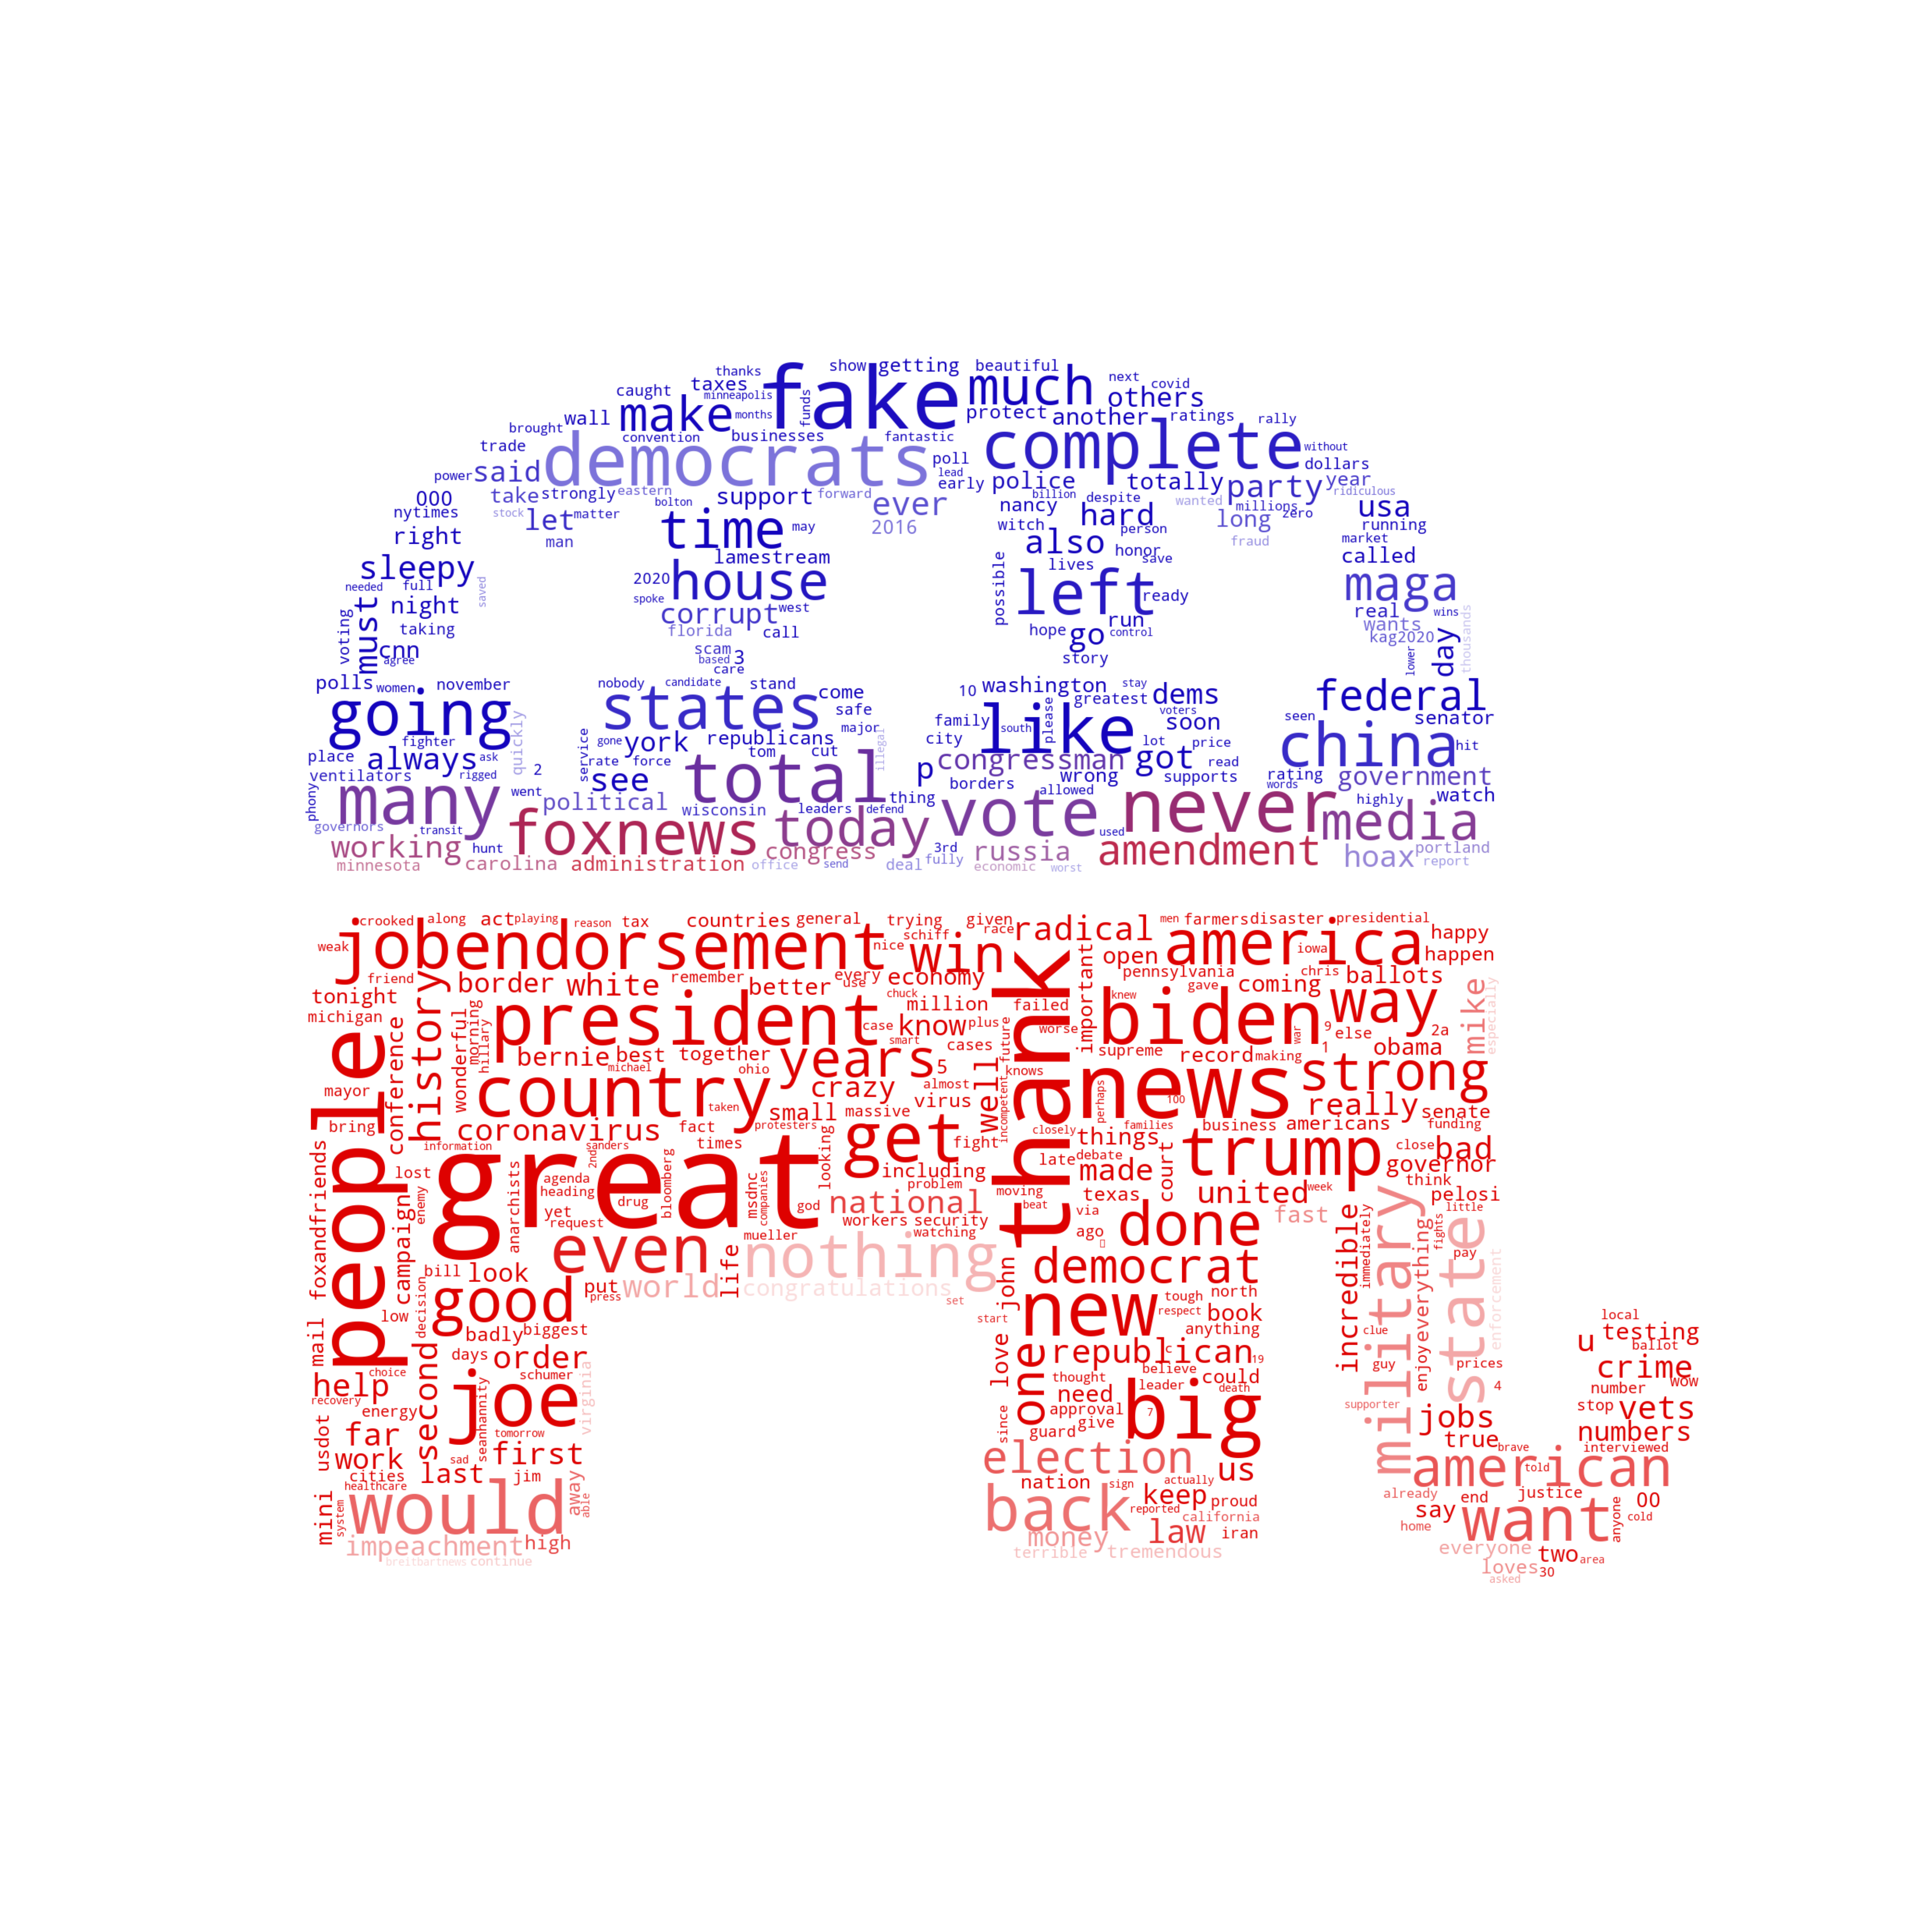 thanks show getting beautiful next covid
caught taxes fake much others
minneapolis funds
wall make months protect another ratings rally
brought convention businesses fantastic complete without
trade democrats poll dollars
power said lead early police totally party year
000 take strongly eastern support forward ever billion despite wanted millions ridiculous
nytimes stock let matter bolton time may 2016 nancy hard person long zero usa
right man witch also honor fraud running
lamestream market called
sleepy 2020 house lives save
needed full saved spoke possible left ready maga
must night corrupt west run real wins
voting taking florida call hope go control wants thousands
cnn scam story kag2020 day
agree based 3 lower
care
polls women november nobody candidate stand come 10 washington stay dems federal
going states safe family greatest voters seen senator
fighter quickly gone york republicans major like south please soon china
place always ask service tom cut illegal city lot price hit
ventilators rigged 2 rate force congressman got read rating government
phony many went see total p wrong supports words
political wisconsin leaders thing borders allowed highly watch
governors transit foxnews today defend vote never media
working hunt congress 3rd used hoax portland
minnesota carolina administration office send deal fully russia economic worst amendment report
crooked along act playing reason tax countries general trying given radical men farmers disaster presidential
weak jobendorsement schiff race win america happy
friend nice iowa happen
tonight history border white remember better every use economy important open pennsylvania chris ballots
michigan morning president chuck million failed gave coming way mike especially
people conference wonderful hillary case know plus thank knew biden 9 else 2a
bernie best together years smart cases future worse supreme record making war 1 obama
mayor michael ohio 5 well knows strong
country crazy almost news
taken small massive virus incompetent perhaps 100 really senate
bring coronavirus fact protesters get fight closely families business americans funding
foxandfriends information sanders times looking things trump close bad
lost great 2nd including late debate governor
enemy anarchists agenda bloomberg msdnc companies problem moving made court think
campaign heading drug god national beat texas united week pelosi
yet workers security via fast little
request mueller watching ago done incredible military state fights
even nothing democrat immediately everything pay
bill look put world life congratulations john enforcement
low decision good press set new tough north
mail start respect book local
badly biggest love anything clue u testing
days order one republican c 19 enjoy ballot
help choice schumer believe guy prices crime
second joe virginia thought leader could number wow
recovery energy need death 4
far seanhannity since approval big 7 supporter jobs stop vets
usdot tomorrow guard give numbers
work sad first true brave interviewed
cities last jim election us american told
healthcare nation actually
mini system would away able back sign keep proud already end justice 00
reported say want anyone cold
impeachment high money law california iran home
breitbartnews continue terrible tremendous everyone two area
loves 30
asked